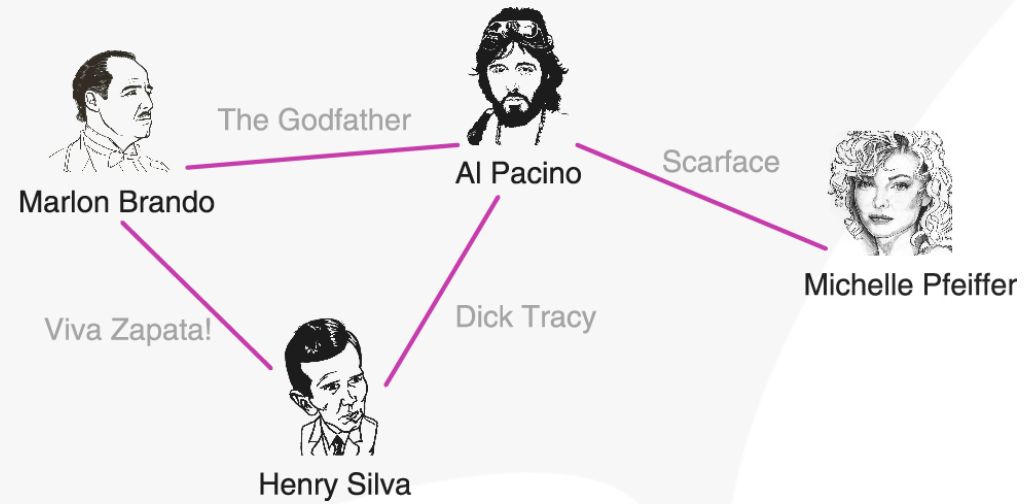 The Godfather
Al Pacino
Scarface
Marlon Brando
Michelle Pfeiffer
Viva Zapata!
Dick Tracy
Henry Silva